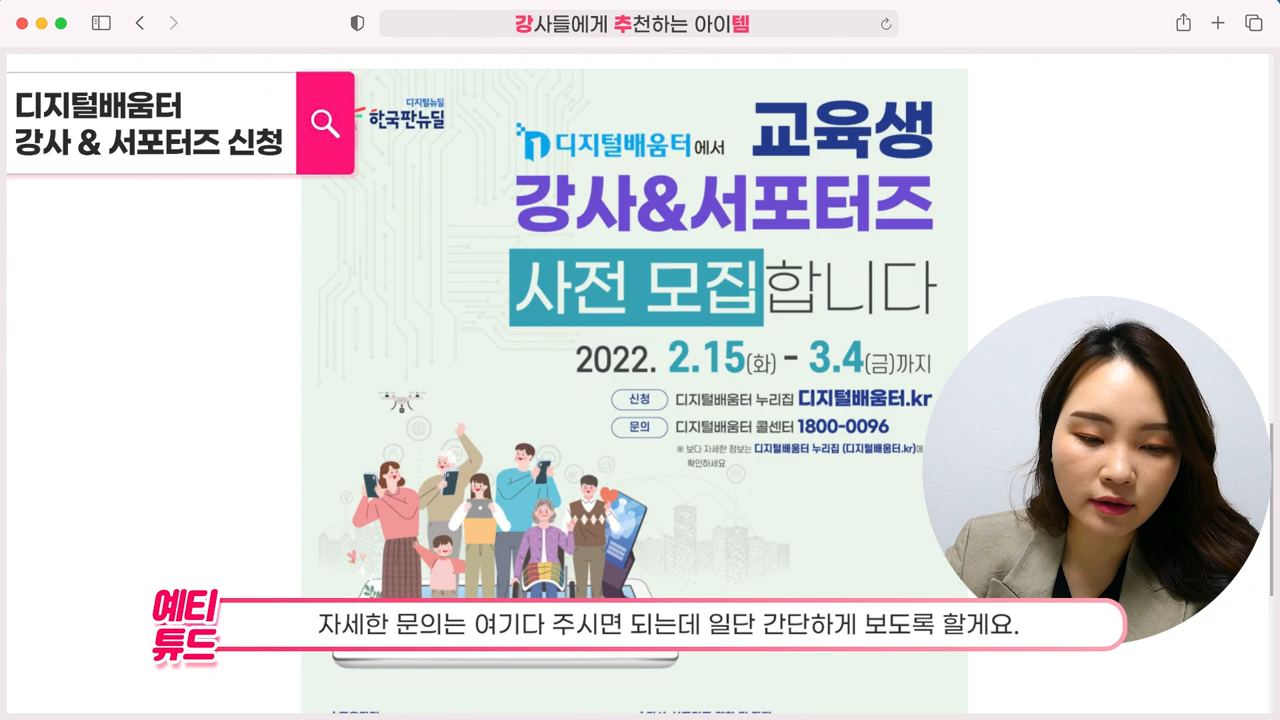 강사들에게 추천하는 아이템
디지털배움터
강사 & 서포터즈 신청
디지털뉴딜
한국판뉴딜
디지털배움터에서 교육생
강사&서포터즈
사전 모집합니다
2022. 2.15(화) - 3.4(금)까지
신청 디지털배움터 누리집 디지털배움터.kr
문의 디지털배움터 콜센터 1800-0096
※ 보다 자세한 정보는 디지털배움터 누리집 (디지털배움터.kr)에
확인하세요
예티
튜드
자세한 문의는 여기다 주시면 되는데 일단 간단하게 보도록 할게요.